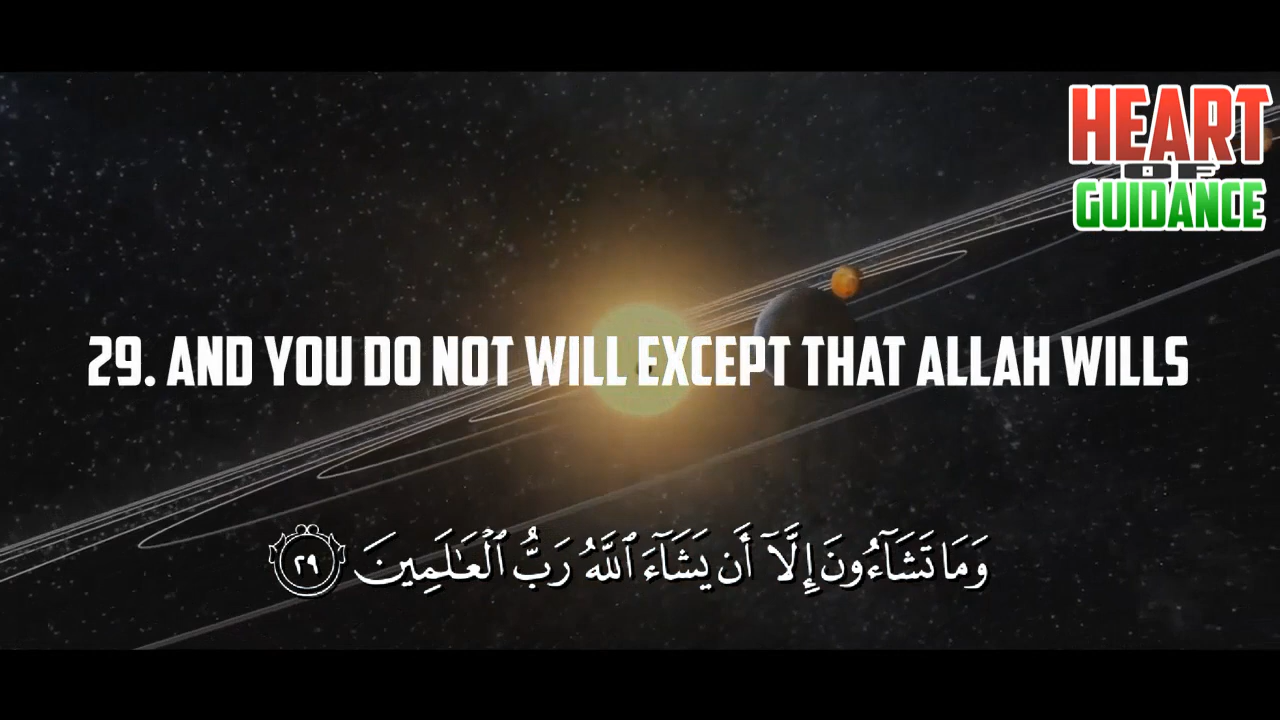 HEART
OF
GUIDANCE
29. AND YOU DO NOT WILL EXCEPT THAT ALLAH WILLS
وَمَا تَشَآءُونَ إِلَّآ أَن يَشَآءَ ٱللَّهُ رَبُّ ٱلْعَـٰلَمِينَ ٢٩